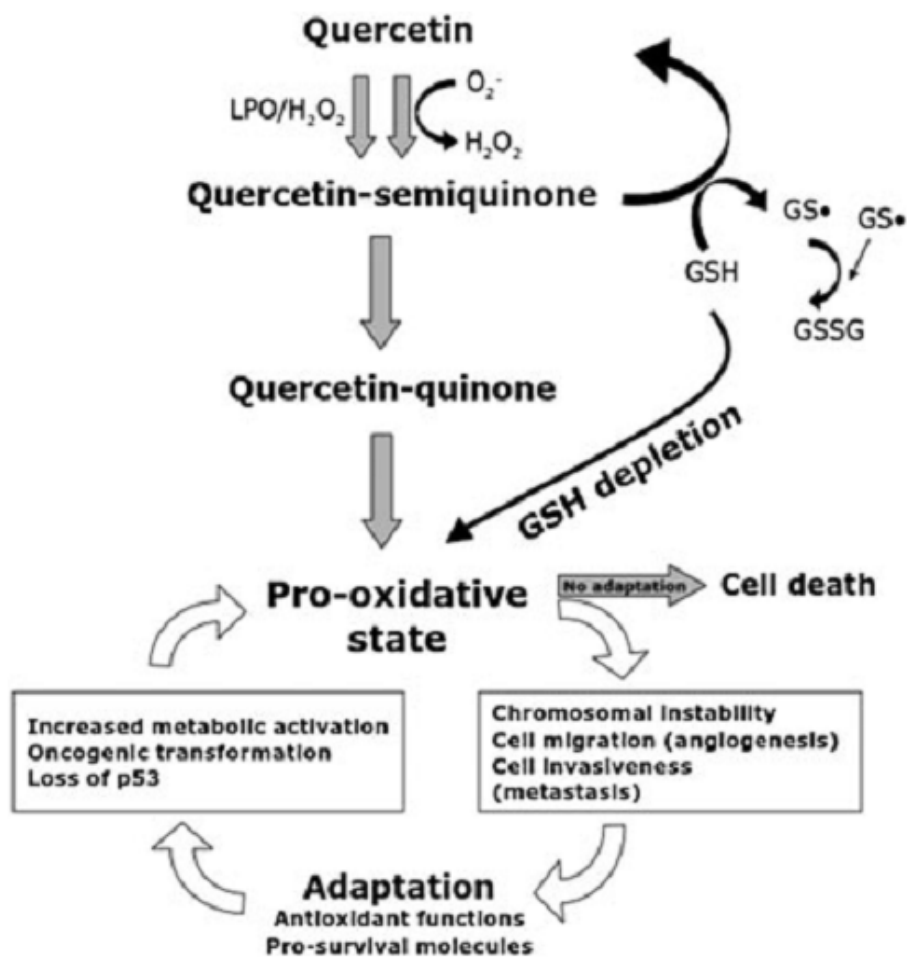 Quercetin
LPO/H₂O₂
O₂⁻
H₂O₂
Quercetin-semiquinone
GS•
GS•
GSH
GSSG
Quercetin-quinone
GSH depletion
Pro-oxidative
state
No adaptation
Cell death
Increased metabolic activation
Oncogenic transformation
Loss of p53
Chromosomal instability
Cell migration (angiogenesis)
Cell invasiveness
(metastasis)
Adaptation
Antioxidant functions
Pro-survival molecules